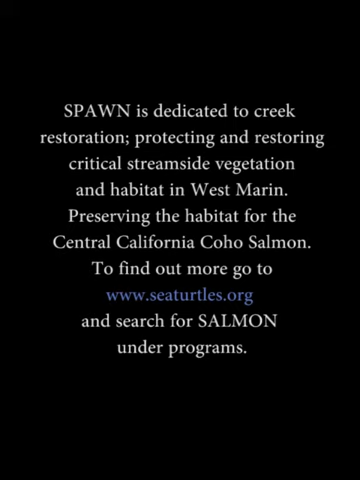 SPAWN is dedicated to creek
restoration; protecting and restoring
critical streamside vegetation
and habitat in West Marin.
Preserving the habitat for the
Central California Coho Salmon.
To find out more go to
www.seaturtles.org
and search for SALMON
under programs.